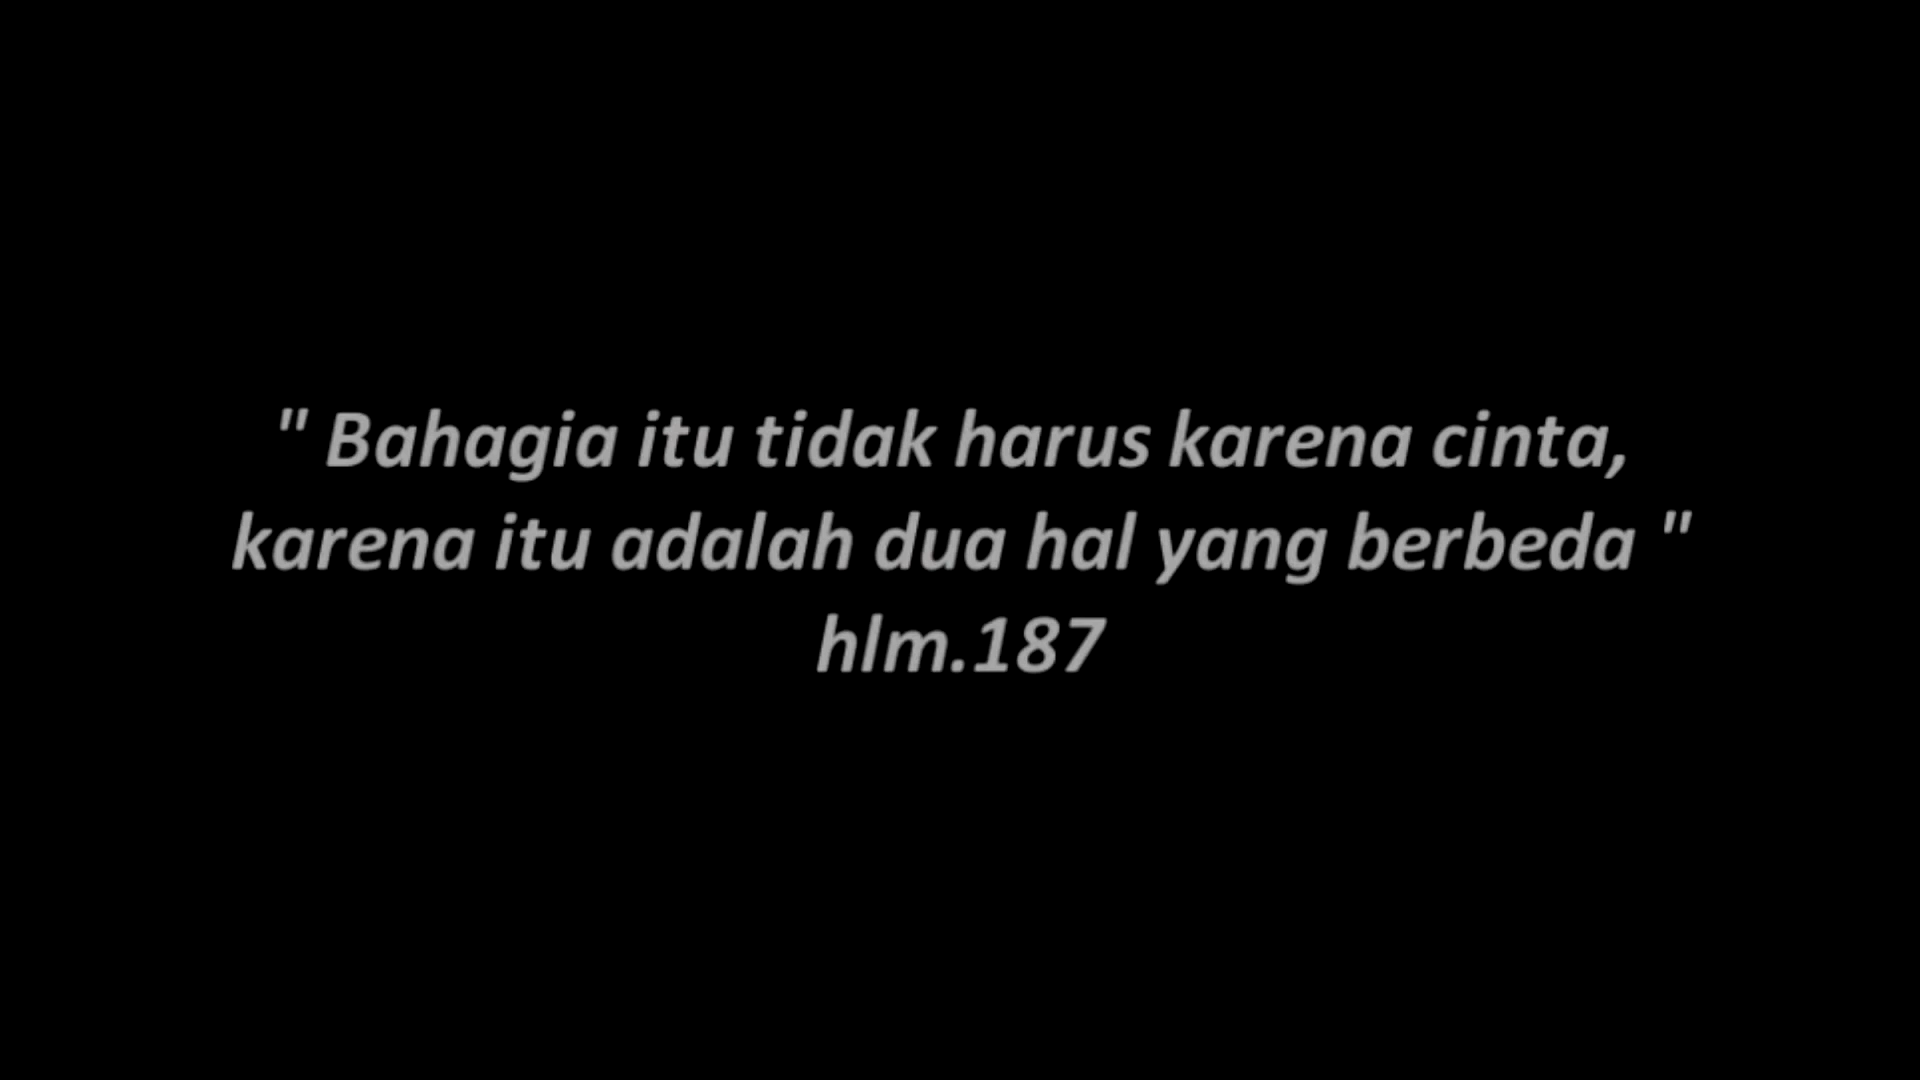 " Bahagia itu tidak harus karena cinta,
karena itu adalah dua hal yang berbeda "
hlm.187